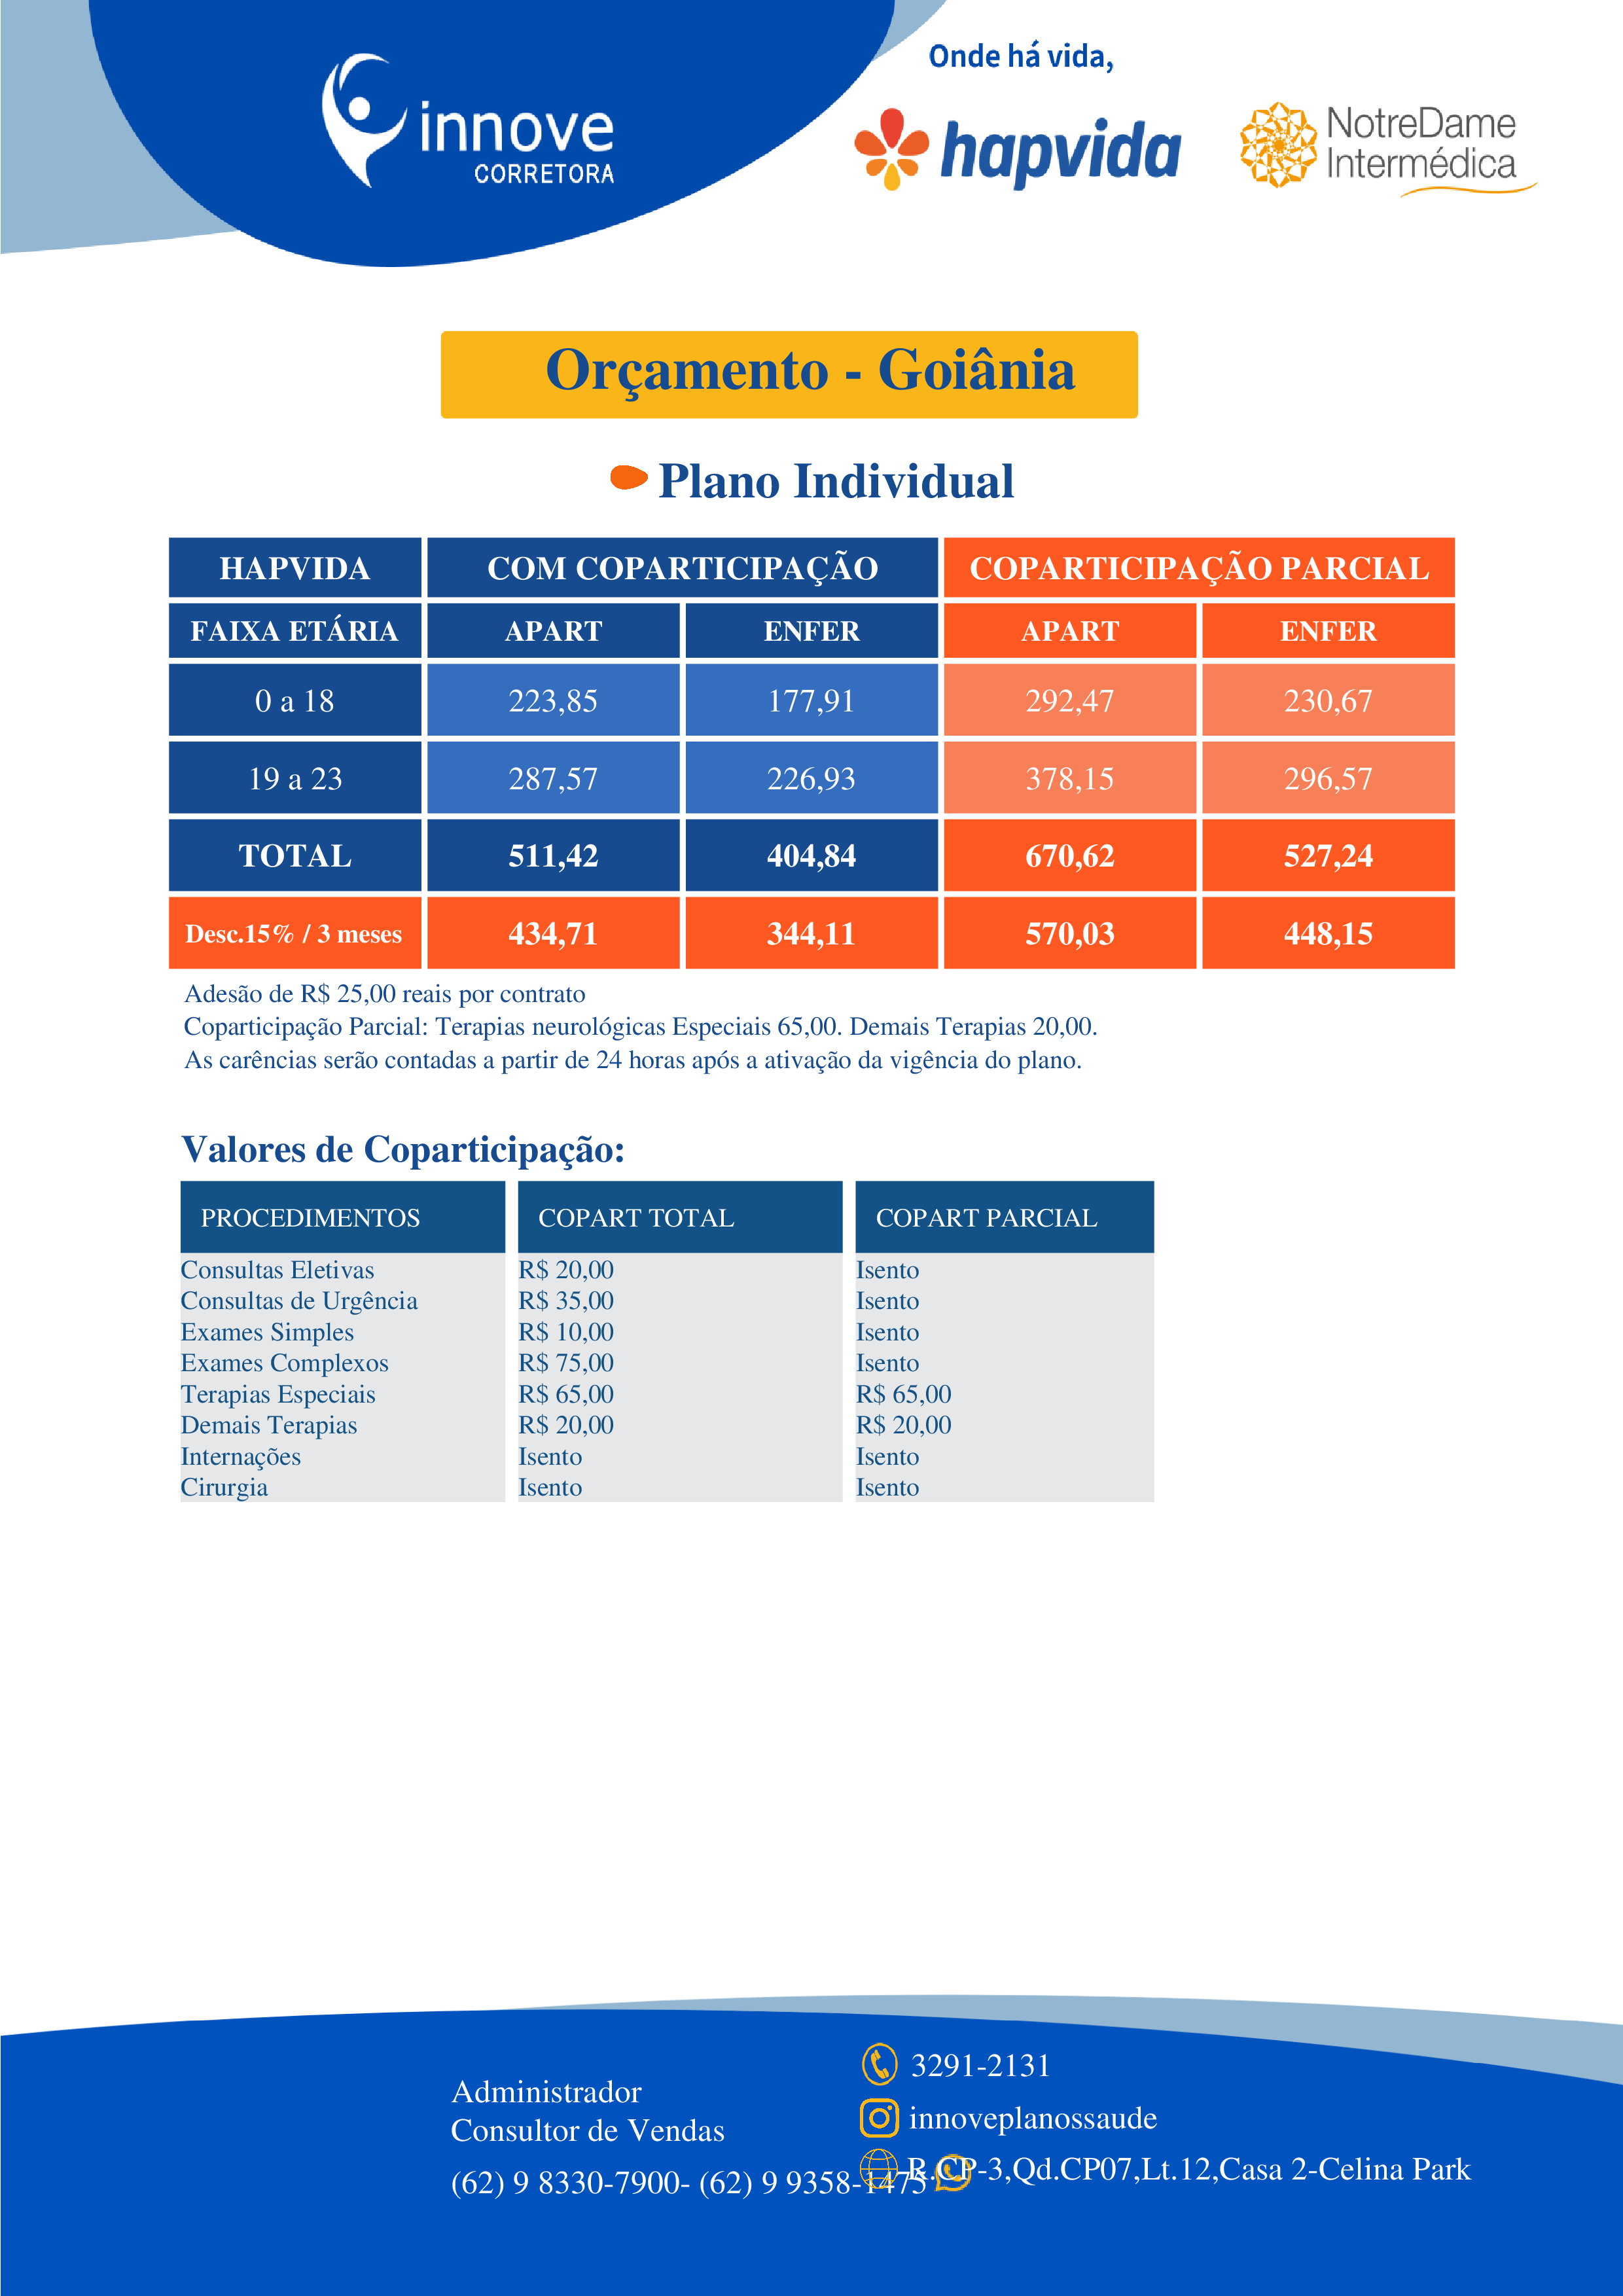 innove
CORRETORA
Onde há vida,
hapvida
NotreDame
Intermédica
Orçamento - Goiânia
Plano Individual
HAPVIDA COM COPARTICIPAÇÃO COPARTICIPAÇÃO PARCIAL
FAIXA ETÁRIA APART ENFER APART ENFER
0 a 18 223,85 177,91 292,47 230,67
19 a 23 287,57 226,93 378,15 296,57
TOTAL 511,42 404,84 670,62 527,24
Desc.15% / 3 meses 434,71 344,11 570,03 448,15
Adesão de R$ 25,00 reais por contrato
Coparticipação Parcial: Terapias neurológicas Especiais 65,00. Demais Terapias 20,00.
As carências serão contadas a partir de 24 horas após a ativação da vigência do plano.
Valores de Coparticipação:
PROCEDIMENTOS COPART TOTAL COPART PARCIAL
Consultas Eletivas R$ 20,00 Isento
Consultas de Urgência R$ 35,00 Isento
Exames Simples R$ 10,00 Isento
Exames Complexos R$ 75,00 Isento
Terapias Especiais R$ 65,00 R$ 65,00
Demais Terapias R$ 20,00 R$ 20,00
Internações Isento Isento
Cirurgia Isento Isento
Administrador
Consultor de Vendas
(62) 9 8330-7900- (62) 9 9358-1475
3291-2131
innoveplanossaude
R.CP-3,Qd.CP07,Lt.12,Casa 2-Celina Park